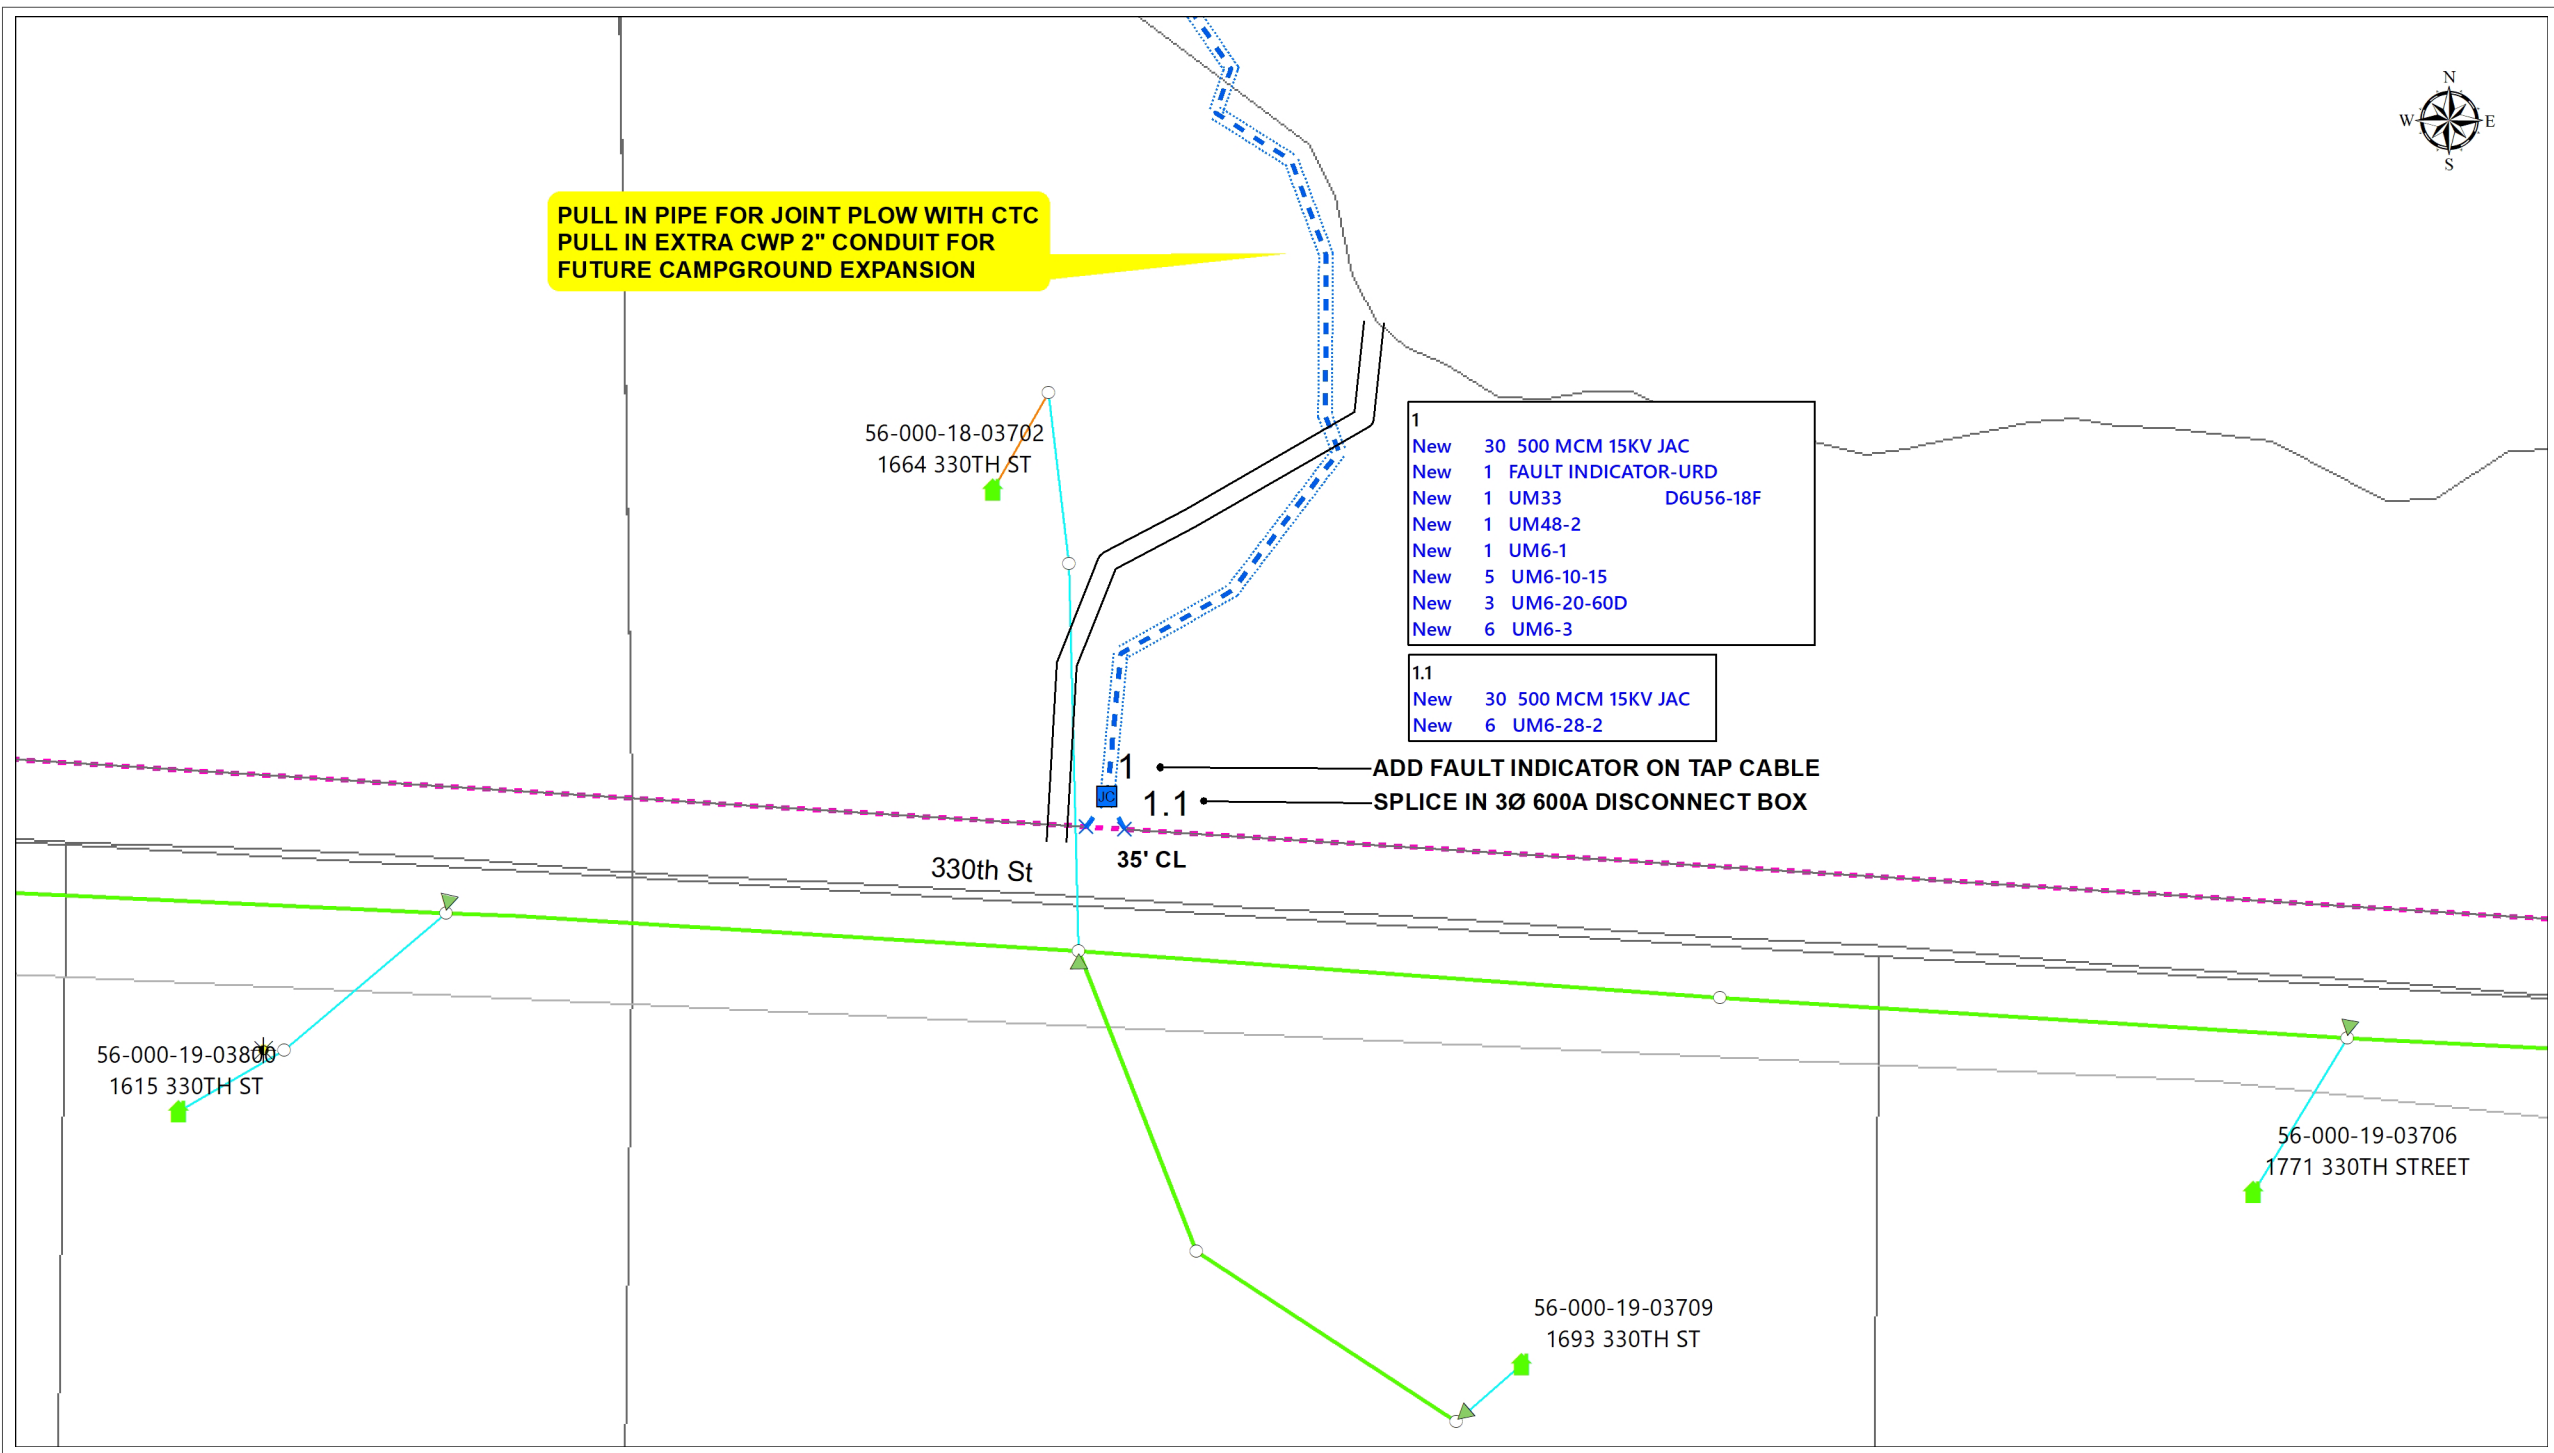 N
W E
S
PULL IN PIPE FOR JOINT PLOW WITH CTC
PULL IN EXTRA CWP 2" CONDUIT FOR
FUTURE CAMPGROUND EXPANSION
56-000-18-03702
1664 330TH ST
1
New 30 500 MCM 15KV JAC
New 1 FAULT INDICATOR-URD
New 1 UM33 D6U56-18F
New 1 UM48-2
New 1 UM6-1
New 5 UM6-10-15
New 3 UM6-20-60D
New 6 UM6-3
1.1
New 30 500 MCM 15KV JAC
New 6 UM6-28-2
1 ADD FAULT INDICATOR ON TAP CABLE
JC
1.1 SPLICE IN 3Ø 600A DISCONNECT BOX
35' CL
330th St
56-000-19-03800
1615 330TH ST
56-000-19-03706
1771 330TH STREET
56-000-19-03709
1693 330TH ST